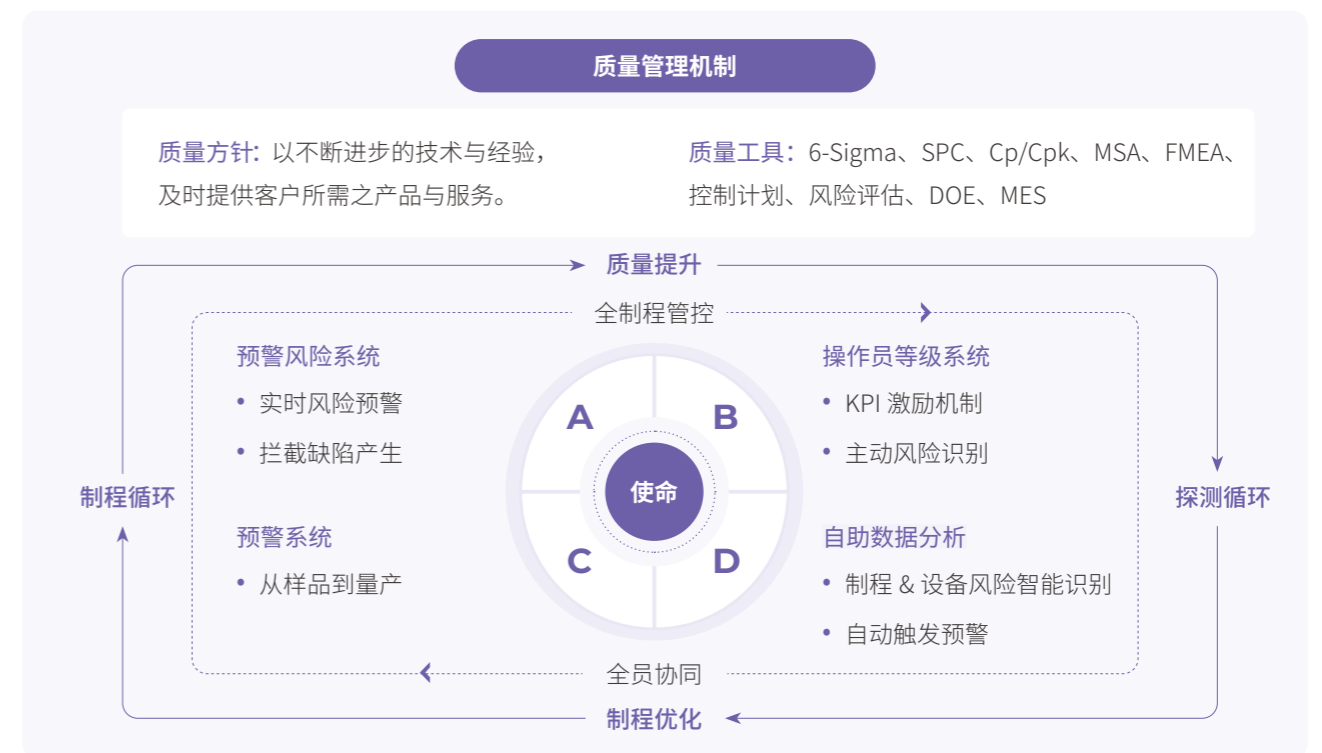 质量管理机制
质量方针：以不断进步的技术与经验，
及时提供客户所需之产品与服务。
质量工具：6-Sigma、SPC、Cp/Cpk、MSA、FMEA、
控制计划、风险评估、DOE、MES
质量提升
全制程管控
预警风险系统
• 实时风险预警
• 拦截缺陷产生
操作员等级系统
• KPI 激励机制
• 主动风险识别
A
B
使命
制程循环
探测循环
C
D
预警系统
• 从样品到量产
自助数据分析
• 制程 & 设备风险智能识别
• 自动触发预警
全员协同
制程优化